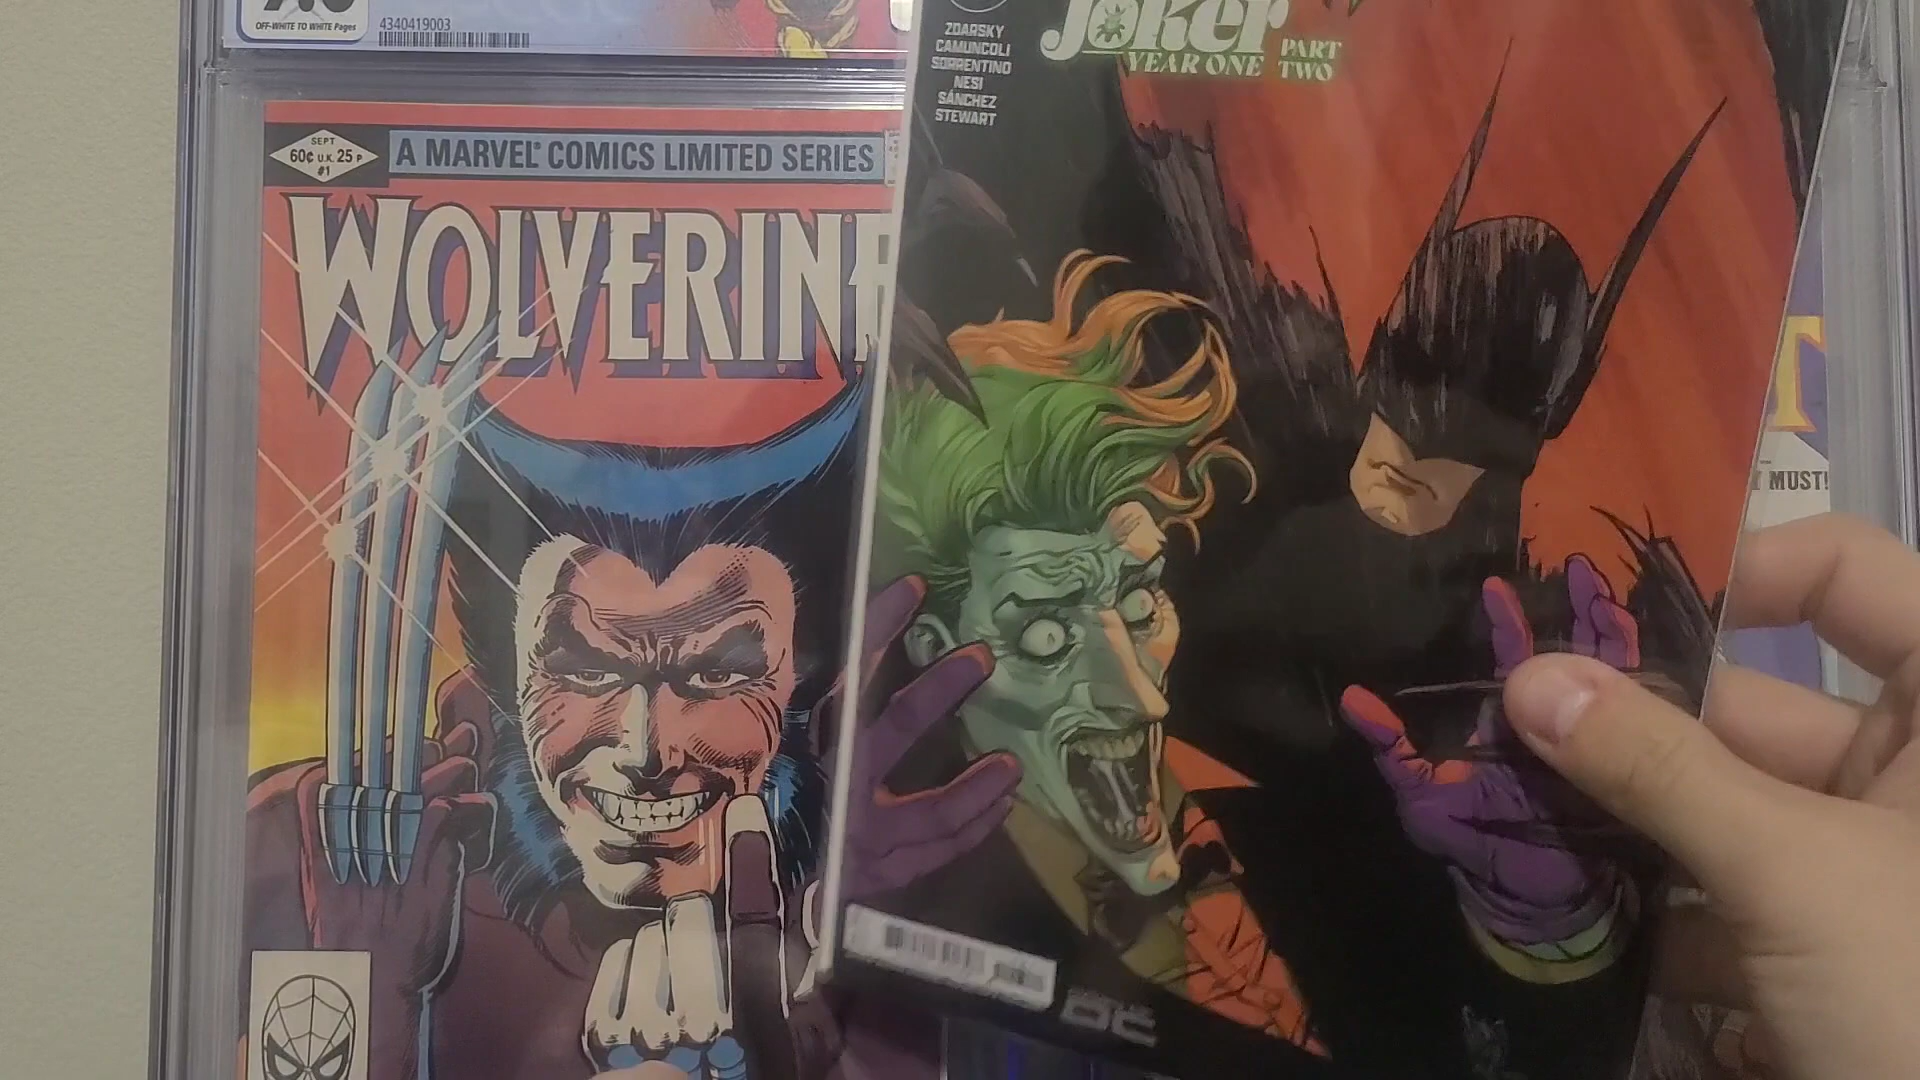 OFF-WHITE TO WHITE Pages
4340419003
SEPT
60¢ U.K. 25 P
#1
A MARVEL® COMICS LIMITED SERIES
WOLVERINE
ZDARSKY
CAMUNCOLI
SORRENTINO
NESI
SÁNCHEZ
STEWART
JOKER
YEAR ONE
PART
TWO
I MUST!